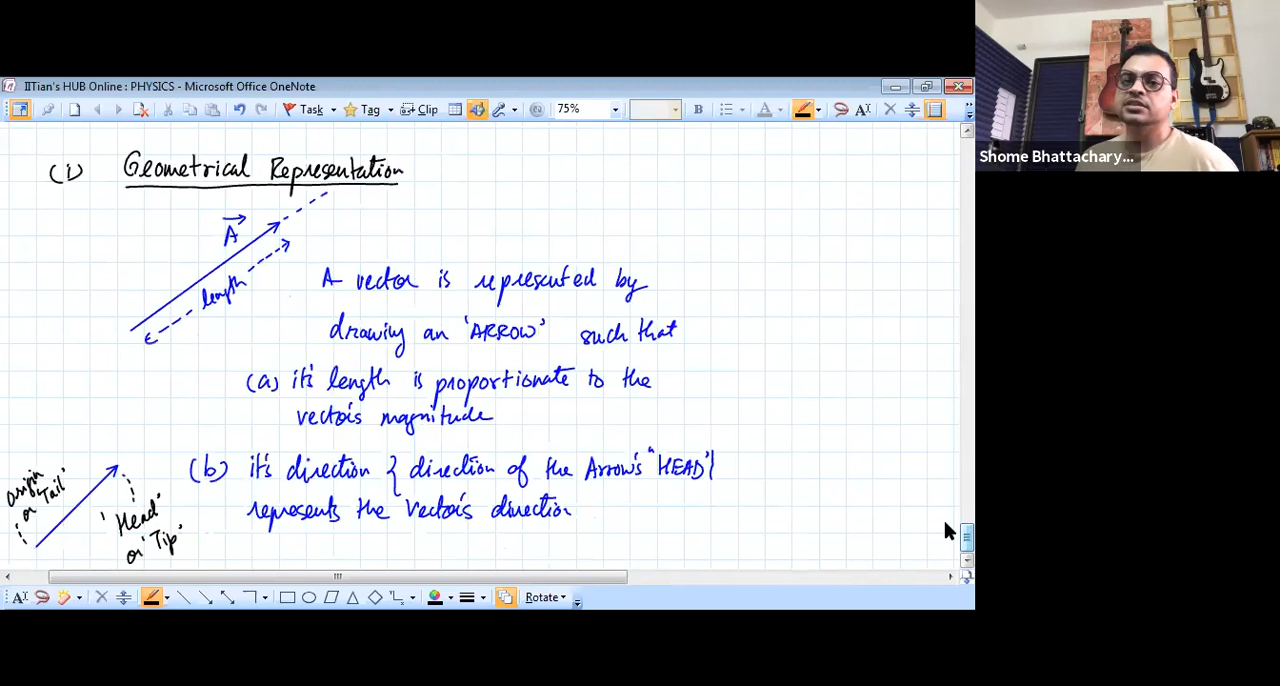 IITian's HUB Online : PHYSICS - Microsoft Office OneNote
Task
Tag
Clip
75%
B
A
Shome Bhattachary...
(i) Geometrical Representation
A
length
A vector is represented by
drawing an 'ARROW' such that
(a) it's length is proportionate to the
vector's magnitude
(b) it's direction { direction of the Arrow's "HEAD"}
represents the Vector's direction
origin
or 'Tail'
'Head'
or 'Tip'
Rotate